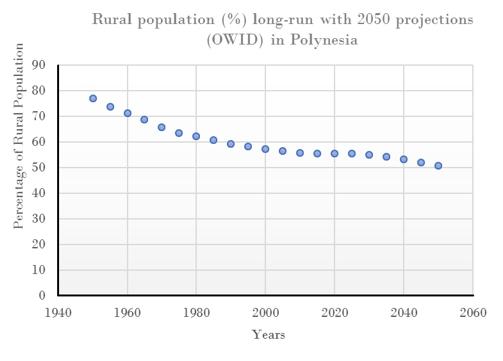 Rural population (%) long-run with 2050 projections
(OWID) in Polynesia
Percentage of Rural Population
90
80
70
60
50
40
30
20
10
0
1940 1960 1980 2000 2020 2040 2060
Years